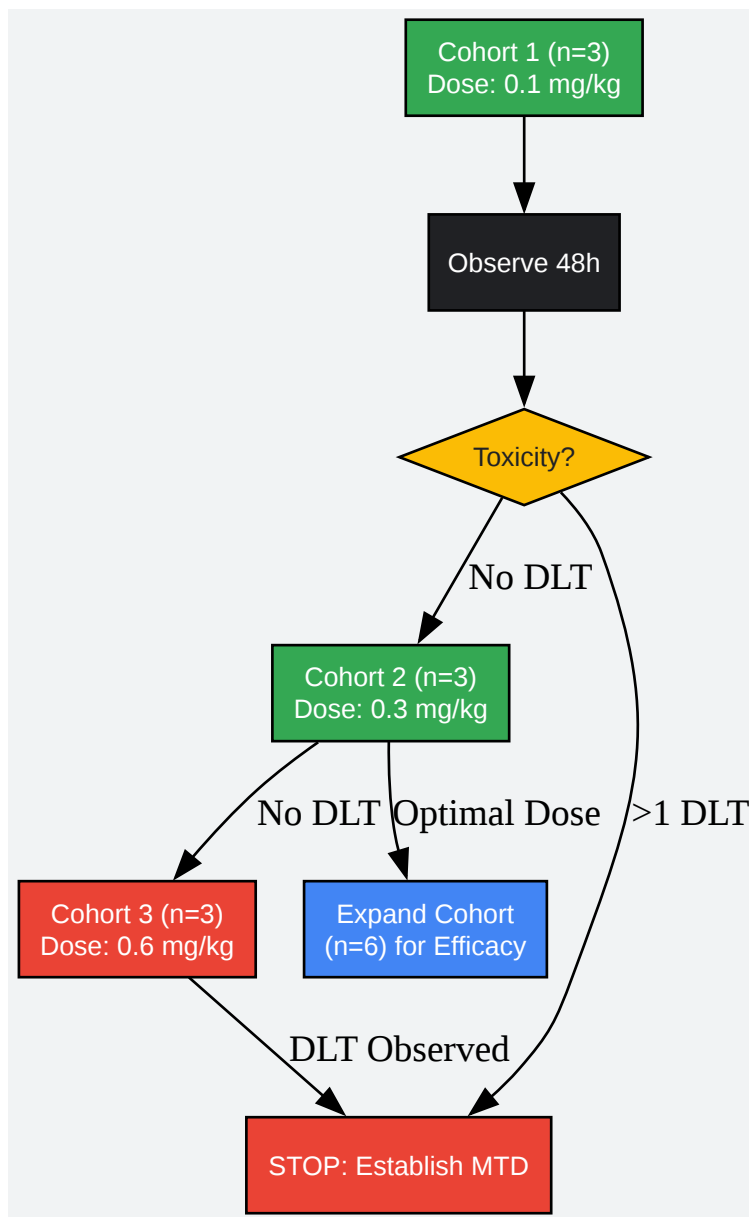 Cohort 1 (n=3)
Dose: 0.1 mg/kg
Observe 48h
Toxicity?
No DLT
Cohort 2 (n=3)
Dose: 0.3 mg/kg
No DLT
Optimal Dose
>1 DLT
Cohort 3 (n=3)
Dose: 0.6 mg/kg
Expand Cohort
(n=6) for Efficacy
DLT Observed
STOP: Establish MTD